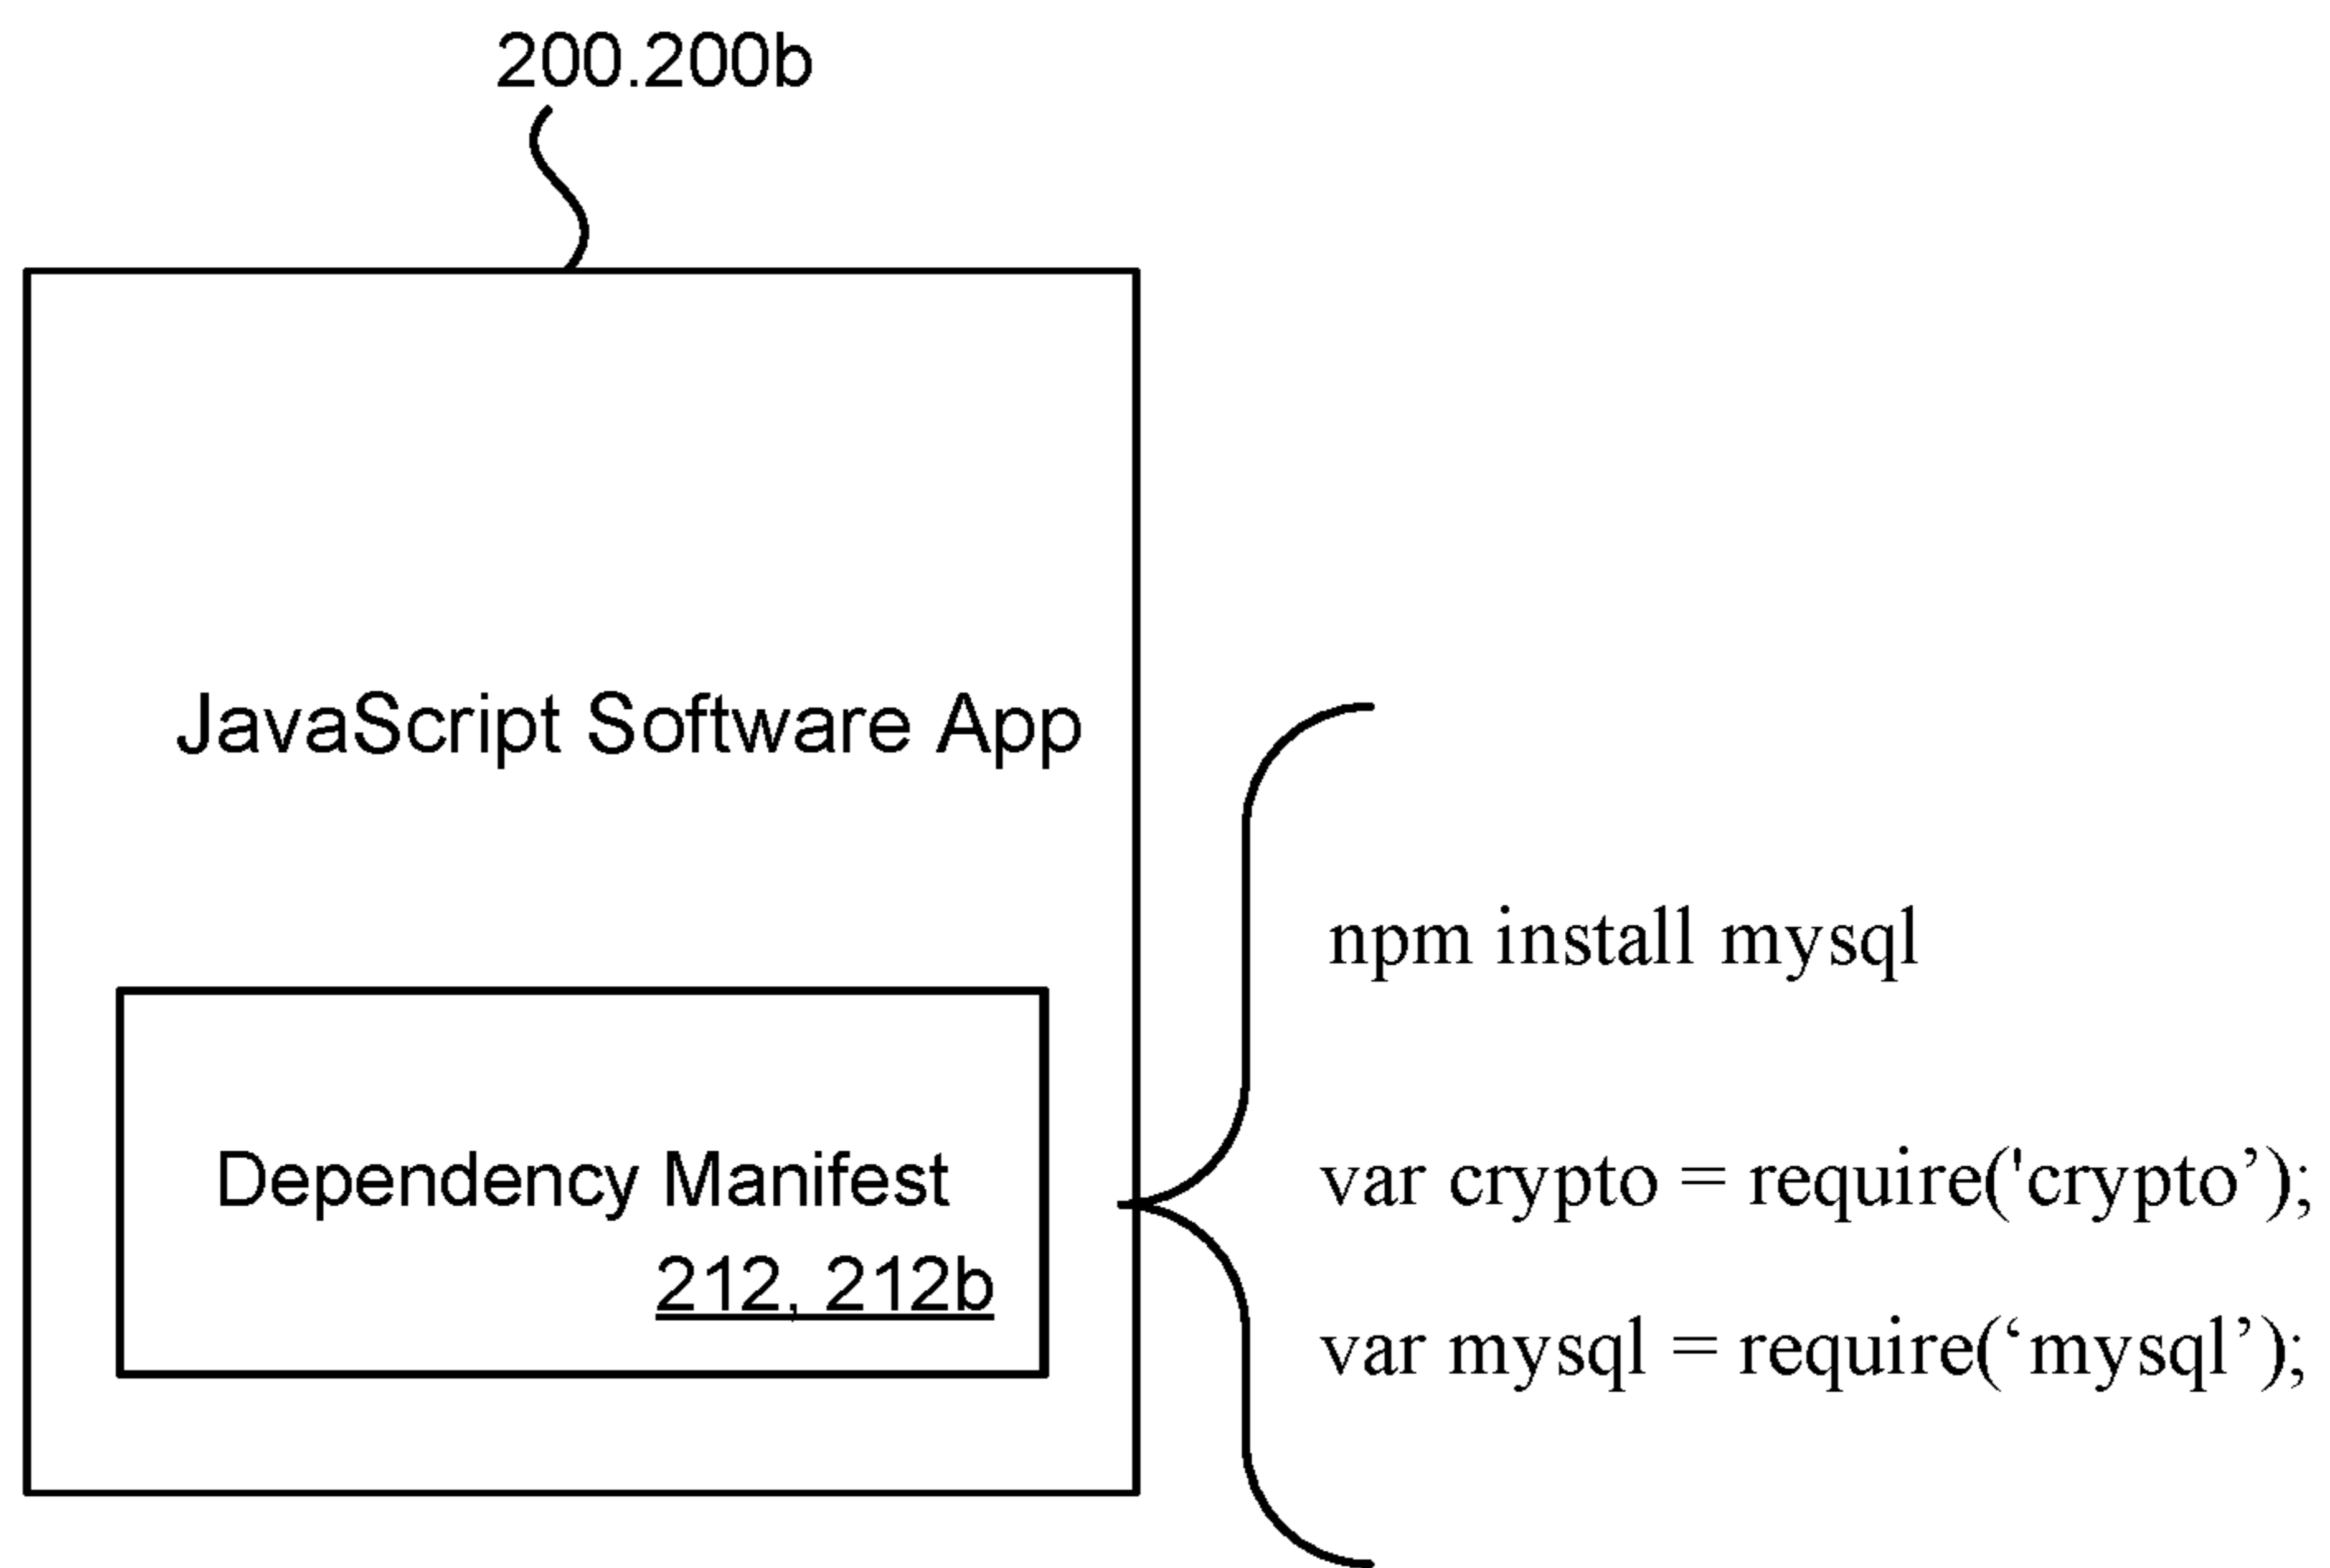 200.200b
JavaScript Software App
Dependency Manifest
212, 212b
npm install mysql
var crypto = require('crypto’);
var mysql = require(‘mysql’);